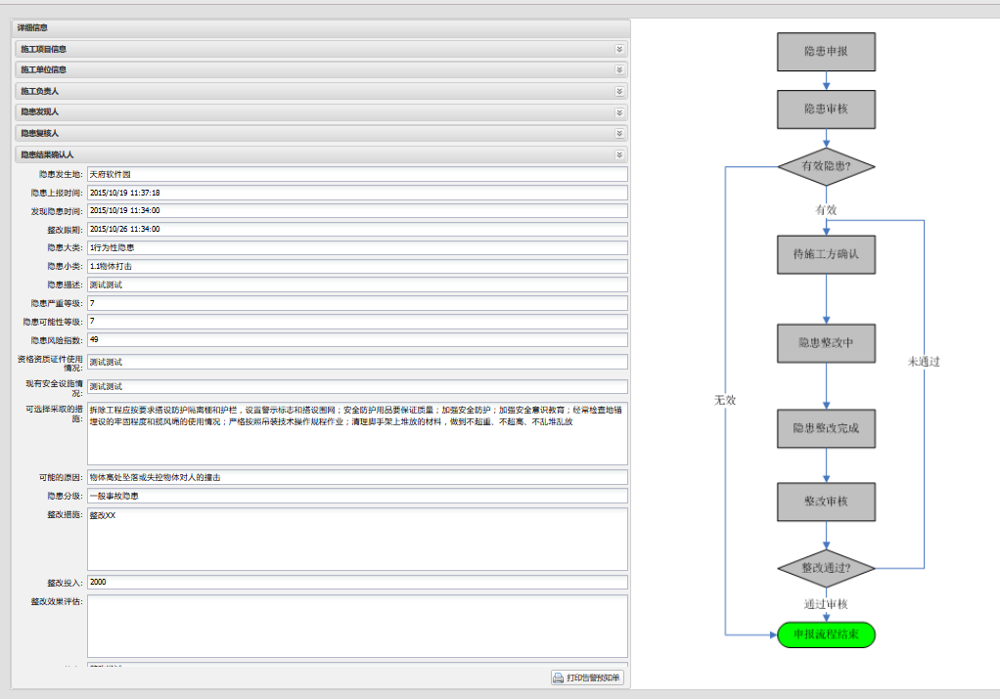 详细信息
施工项目信息
施工单位信息
施工负责人
隐患发现人
隐患复核人
隐患结果确认人
隐患发生地: 天府软件园
隐患上报时间: 2015/10/19 11:37:18
发现隐患时间: 2015/10/19 11:34:00
整改限期: 2015/10/26 11:34:00
隐患大类: 1行为性隐患
隐患小类: 1.1物体打击
隐患描述: 测试测试
隐患严重等级: 7
隐患可能性等级: 7
隐患风险指数: 49
资格资质证件使用
情况: 测试测试
现有安全设施情
况: 测试测试
可选择采取的措
施:
拆除工程应按要求搭设防护隔离棚和护栏，设置警示标志和搭设围网；安全防护用品要保证质量；加强安全防护；加强安全意识教育；经常检查地锚
埋设的牢固程度和揽风绳的使用情况；严格按照吊装技术操作规程作业；清理脚手架上堆放的材料，做到不超重、不超高、不乱堆乱放
可能的原因: 物体高处坠落或失控物体对人的撞击
隐患分级: 一般事故隐患
整改措施: 整改XX
整改投入: 2000
整改效果评估:
打印告警预知单
隐患申报
隐患审核
有效隐患?
有效
待施工方确认
隐患整改中
未通过
无效
隐患整改完成
整改审核
整改通过?
通过审核
申报流程结束